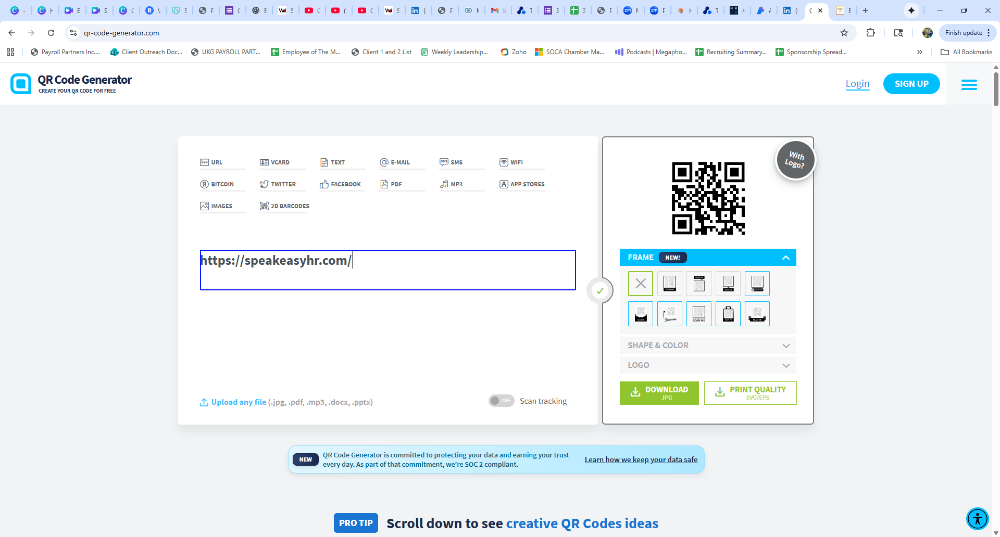 qr-code-generator.com
Finish update
Payroll Partners Inc....
Client Outreach Doc...
UKG PAYROLL PART...
Employee of The M...
Client 1 and 2 List
Weekly Leadership...
Zoho
SOCA Chamber Ma...
Podcasts | Megapho...
Recruiting Summary...
Sponsorship Spread...
»
All Bookmarks
QR Code Generator
CREATE YOUR QR CODE FOR FREE
Login
SIGN UP
URL
VCARD
TEXT
E-MAIL
SMS
WIFI
BITCOIN
TWITTER
FACEBOOK
PDF
MP3
APP STORES
IMAGES
2D BARCODES
https://speakeasyhr.com/
Upload any file (.jpg, .pdf, .mp3, .docx, .pptx)
OFF
Scan tracking
With
Logo?
FRAME
NEW!
SCAN ME
SHAPE & COLOR
LOGO
DOWNLOAD
JPG
PRINT QUALITY
SVG/EPS
NEW
QR Code Generator is committed to protecting your data and earning your trust
every day. As part of that commitment, we're SOC 2 compliant.
Learn how we keep your data safe
PRO TIP
Scroll down to see creative QR Codes ideas